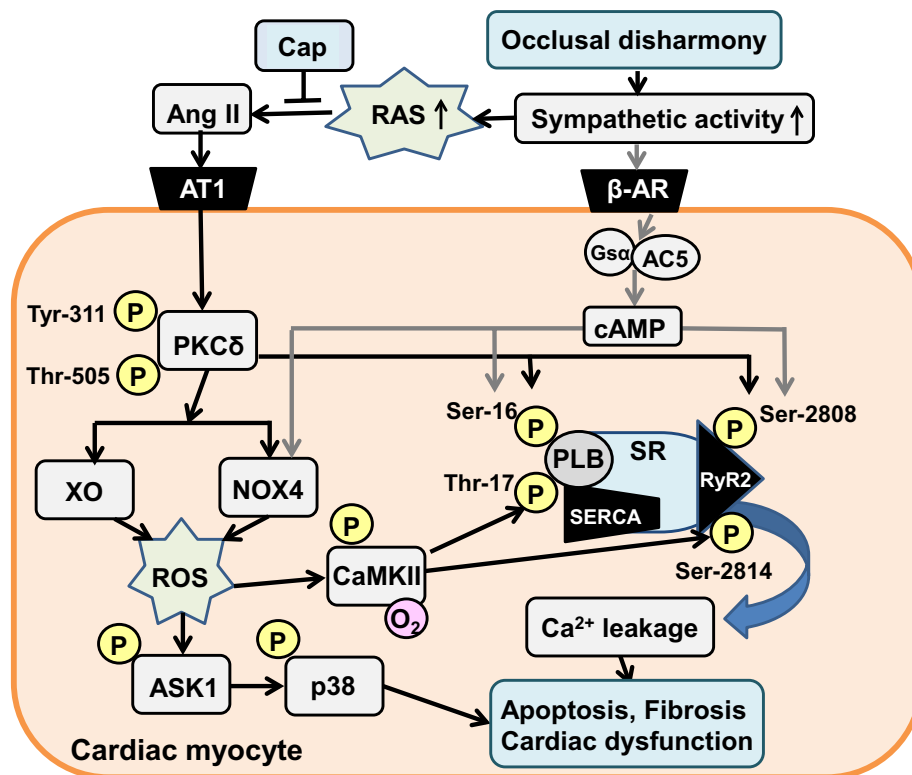 Occlusal disharmony
Cap
Ang II
RAS ↑
Sympathetic activity ↑
AT1
β-AR
Gsα
AC5
cAMP
Tyr-311
P
PKCδ
Thr-505
P
Ser-16
P
Ser-2808
P
PLB
SR
RyR2
Thr-17
P
SERCA
P
Ser-2814
XO
NOX4
P
ROS
CaMKII
O₂
Ca²⁺ leakage
P
ASK1
P
p38
Apoptosis, Fibrosis
Cardiac dysfunction
Cardiac myocyte